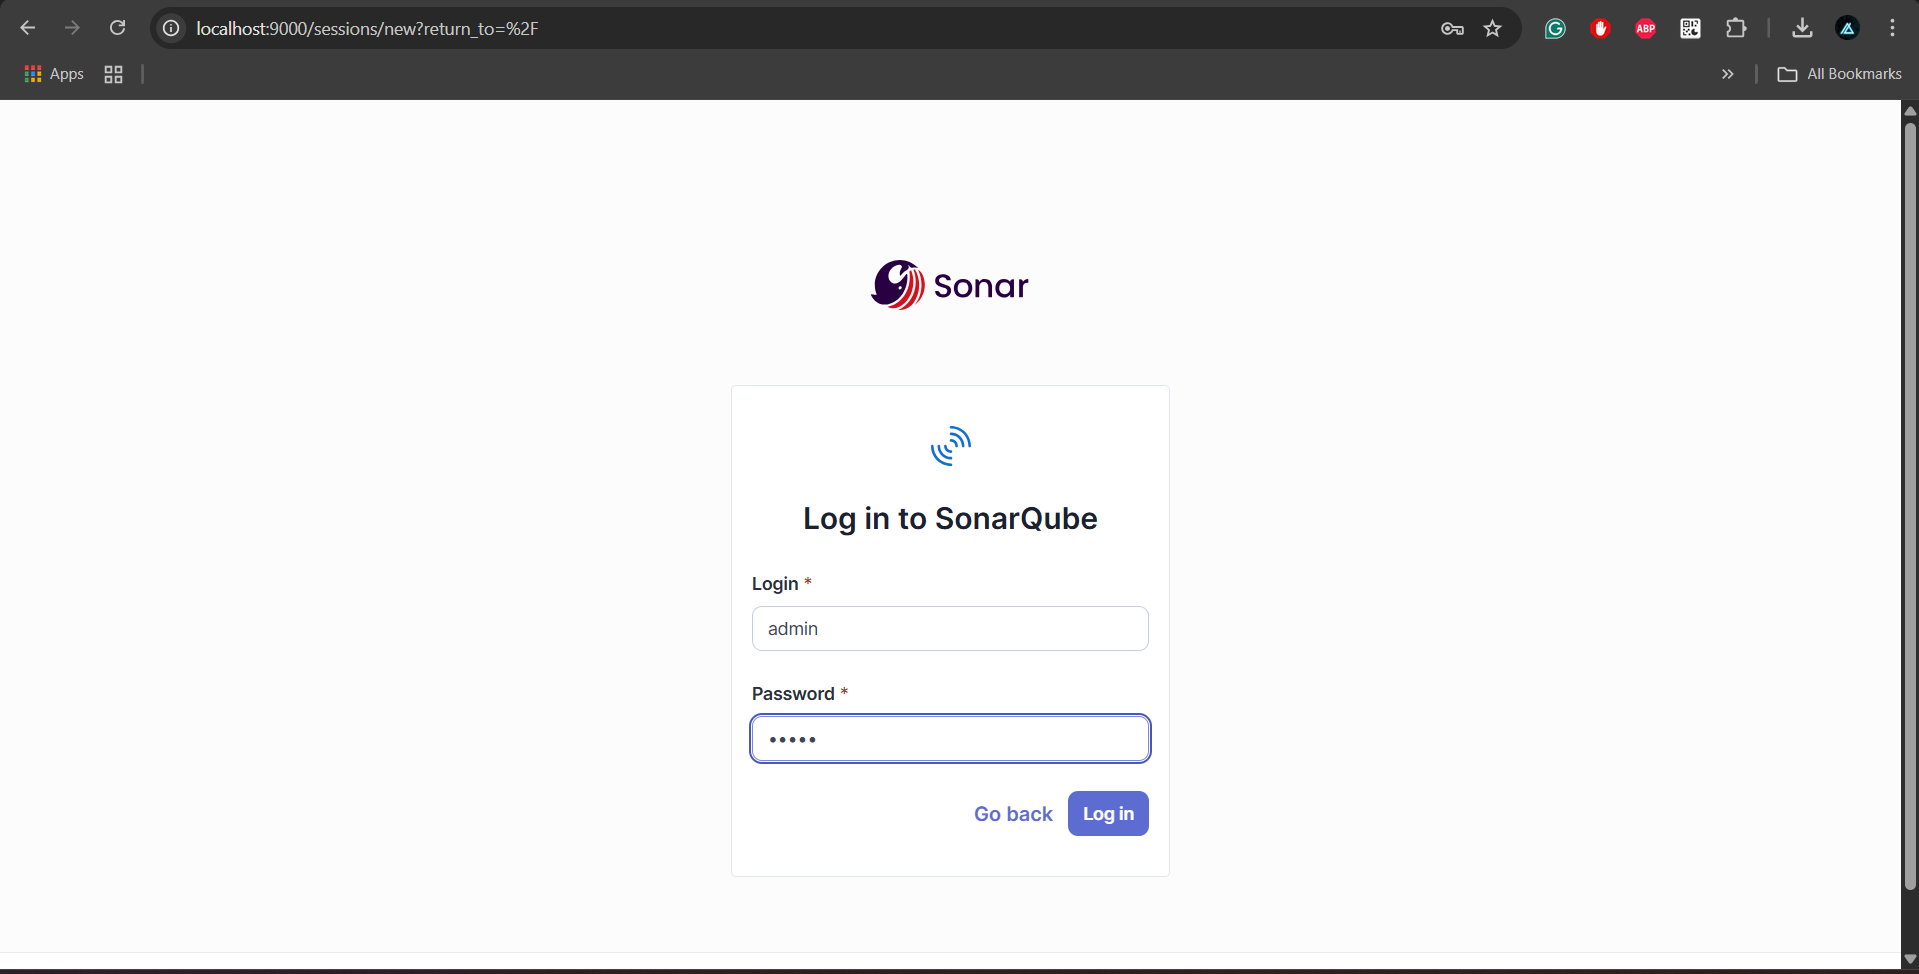 localhost:9000/sessions/new?return_to=%2F
ABP
Apps
All Bookmarks
Sonar
Log in to SonarQube
Login *
admin
Password *
•••••
Go back
Log in